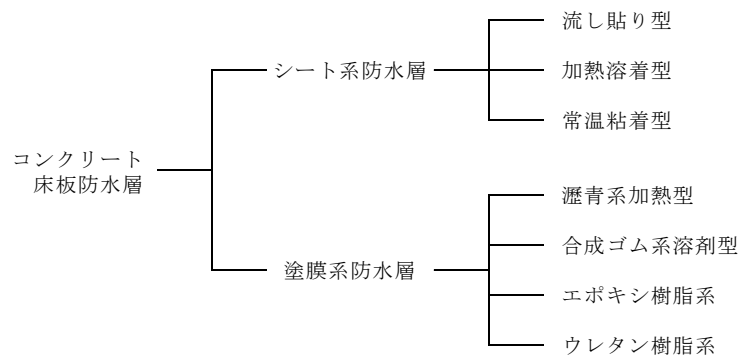 コンクリート
床板防水層
シート系防水層
流し貼り型
加熱溶着型
常温粘着型
塗膜系防水層
瀝青系加熱型
合成ゴム系溶剤型
エポキシ樹脂系
ウレタン樹脂系